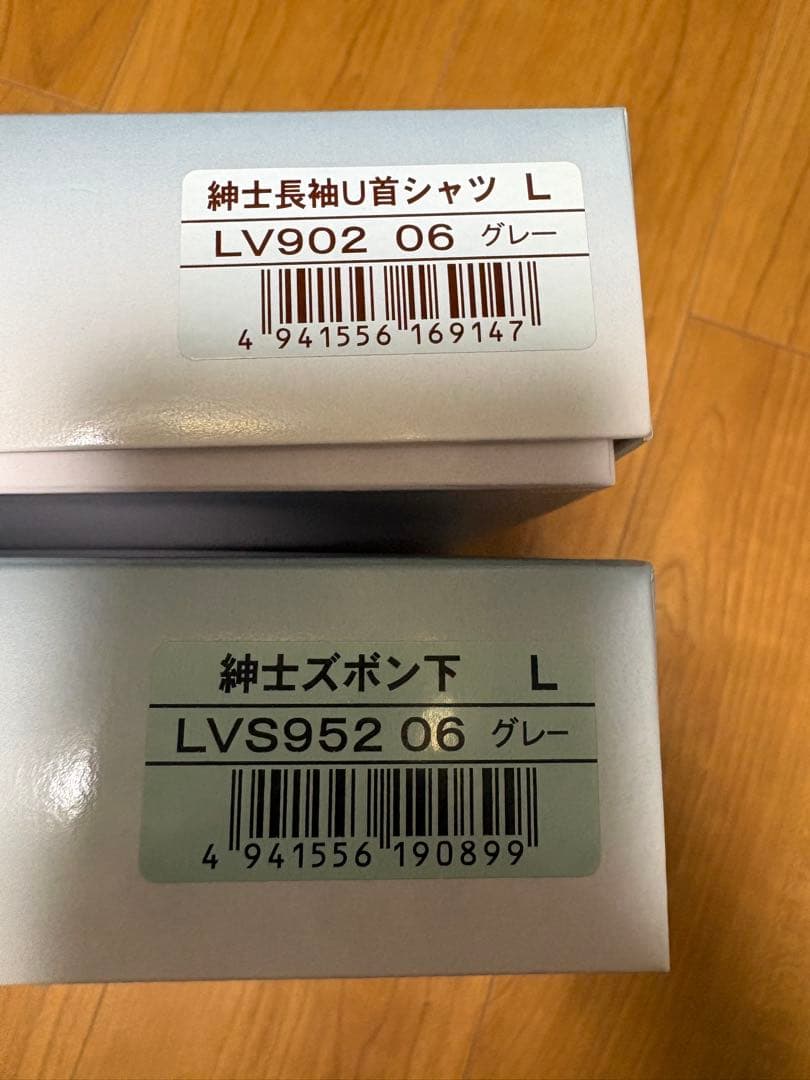 紳士長袖U首シャツ L
LV902 06 グレー
4 941556 169147
紳士ズボン下 L
LVS952 06 グレー
4 941556 190899